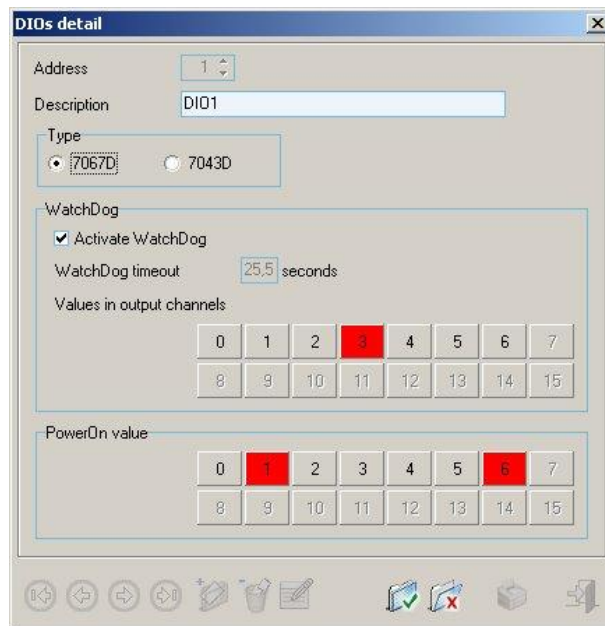 DIOs detail
Address 1
Description DIO1
Type
7067D 7043D
WatchDog
Activate WatchDog
WatchDog timeout 25,5 seconds
Values in output channels
0 1 2 3 4 5 6 7
8 9 10 11 12 13 14 15
PowerOn value
0 1 2 3 4 5 6 7
8 9 10 11 12 13 14 15